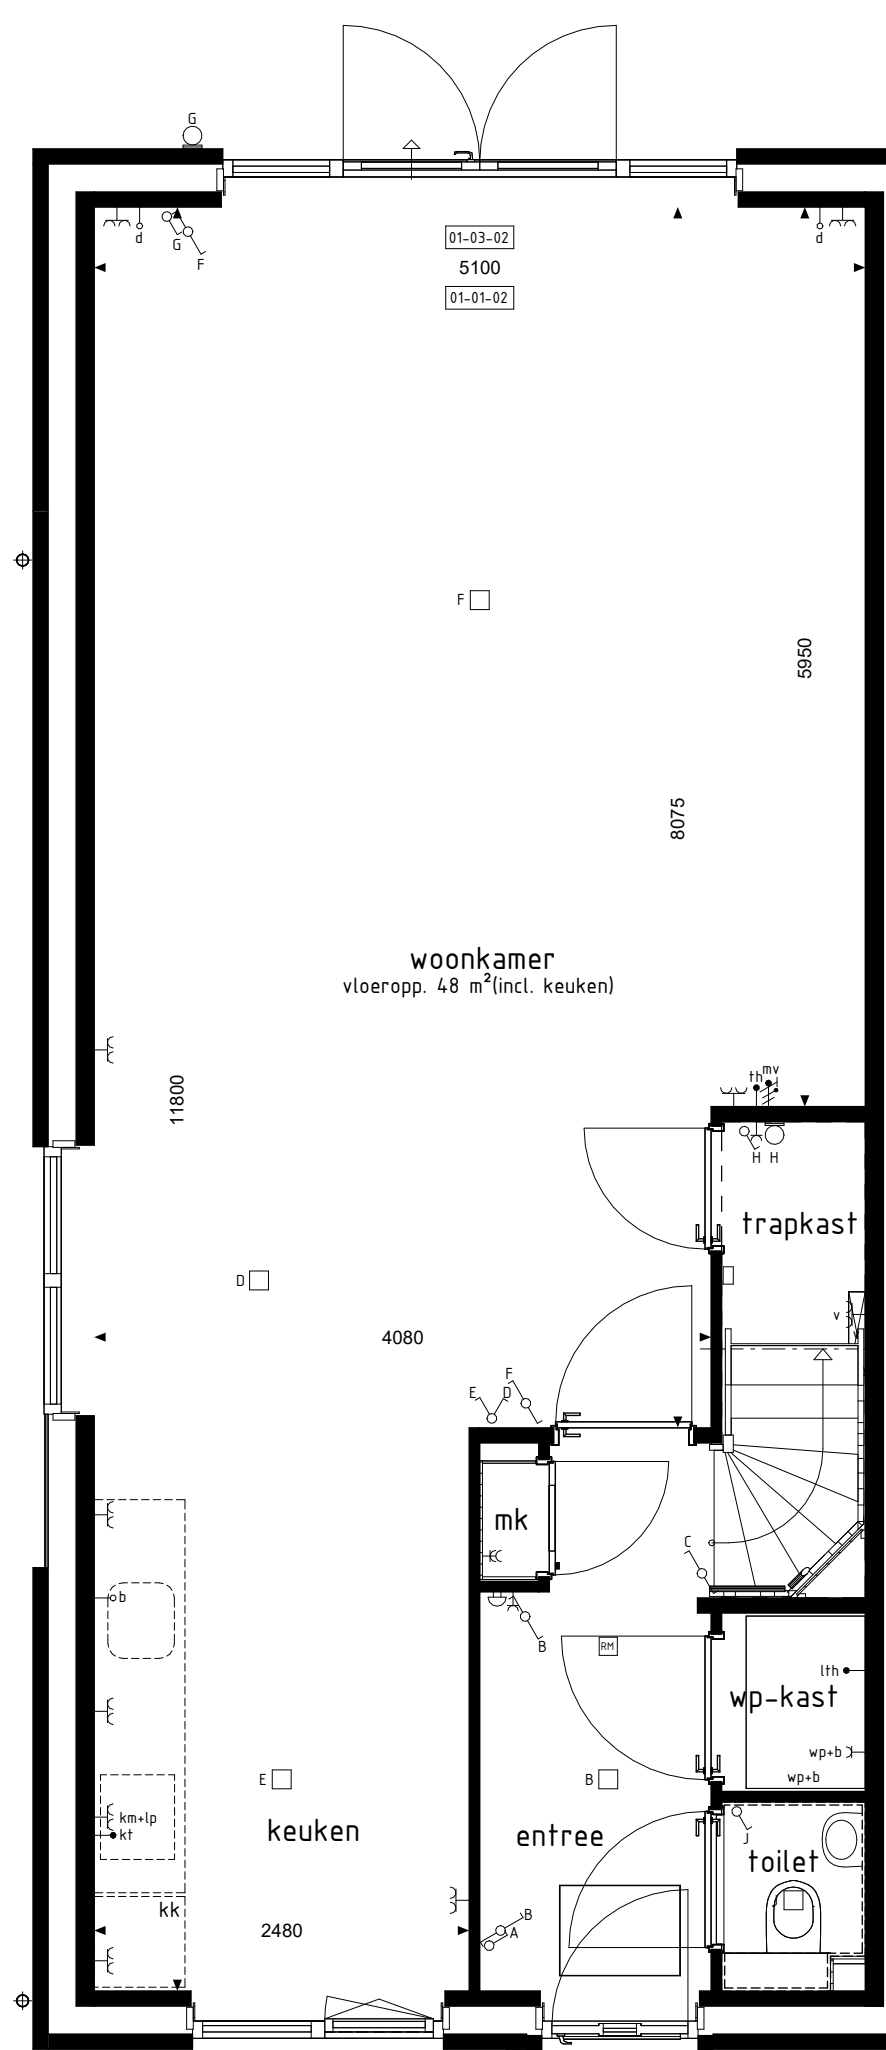 G
d
G
F
01-03-02
5100
01-01-02
d
F
5950
8075
woonkamer
vloeropp. 48 m²(incl. keuken)
11800
th
mv
H
H
trapkast
D
v
4080
E
D
F
mk
C
b
B
RM
lth
wp-kast
wp+b
wp+b
E
B
km+lp
kt
keuken
entree
J
toilet
J
kk
B
A
2480